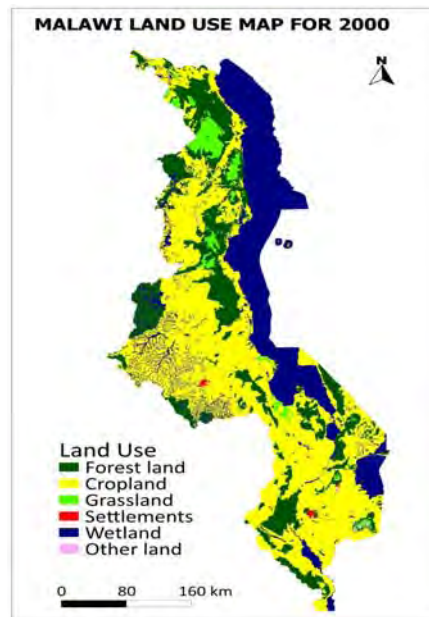 MALAWI LAND USE MAP FOR 2000
N
Land Use
Forest land
Cropland
Grassland
Settlements
Wetland
Other land
0 80 160 km